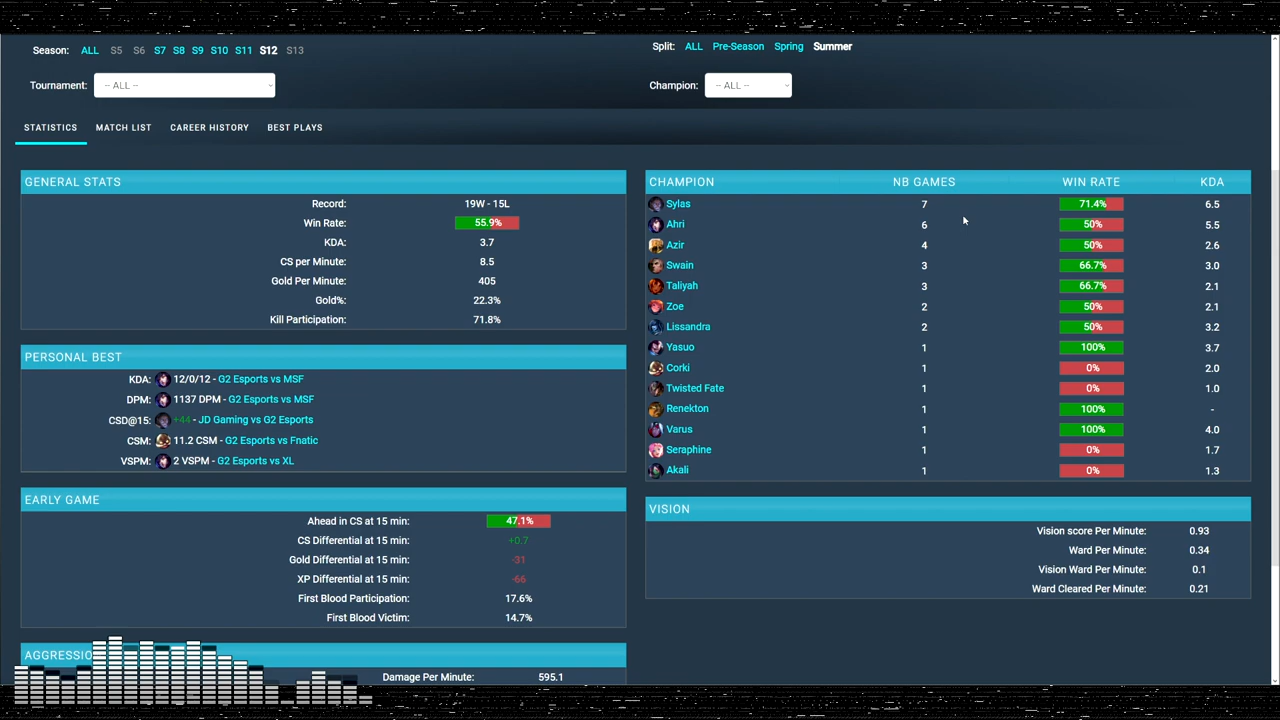 Season: ALL S5 S6 S7 S8 S9 S10 S11 S12 S13
Split: ALL Pre-Season Spring Summer
Tournament: -- ALL --
Champion: -- ALL --
STATISTICS MATCH LIST CAREER HISTORY BEST PLAYS
GENERAL STATS
Record: 19W - 15L
Win Rate: 55.9%
KDA: 3.7
CS per Minute: 8.5
Gold Per Minute: 405
Gold%: 22.3%
Kill Participation: 71.8%
PERSONAL BEST
KDA: 12/0/12 - G2 Esports vs MSF
DPM: 1137 DPM - G2 Esports vs MSF
CSD@15: +44 - JD Gaming vs G2 Esports
CSM: 11.2 CSM - G2 Esports vs Fnatic
VSPM: 2 VSPM - G2 Esports vs XL
EARLY GAME
Ahead in CS at 15 min: 47.1%
CS Differential at 15 min: +0.7
Gold Differential at 15 min: -31
XP Differential at 15 min: -66
First Blood Participation: 17.6%
First Blood Victim: 14.7%
AGGRESSIO
Damage Per Minute: 595.1
CHAMPION NB GAMES WIN RATE KDA
Sylas 7 71.4% 6.5
Ahri 6 50% 5.5
Azir 4 50% 2.6
Swain 3 66.7% 3.0
Taliyah 3 66.7% 2.1
Zoe 2 50% 2.1
Lissandra 2 50% 3.2
Yasuo 1 100% 3.7
Corki 1 0% 2.0
Twisted Fate 1 0% 1.0
Renekton 1 100% -
Varus 1 100% 4.0
Seraphine 1 0% 1.7
Akali 1 0% 1.3
VISION
Vision score Per Minute: 0.93
Ward Per Minute: 0.34
Vision Ward Per Minute: 0.1
Ward Cleared Per Minute: 0.21